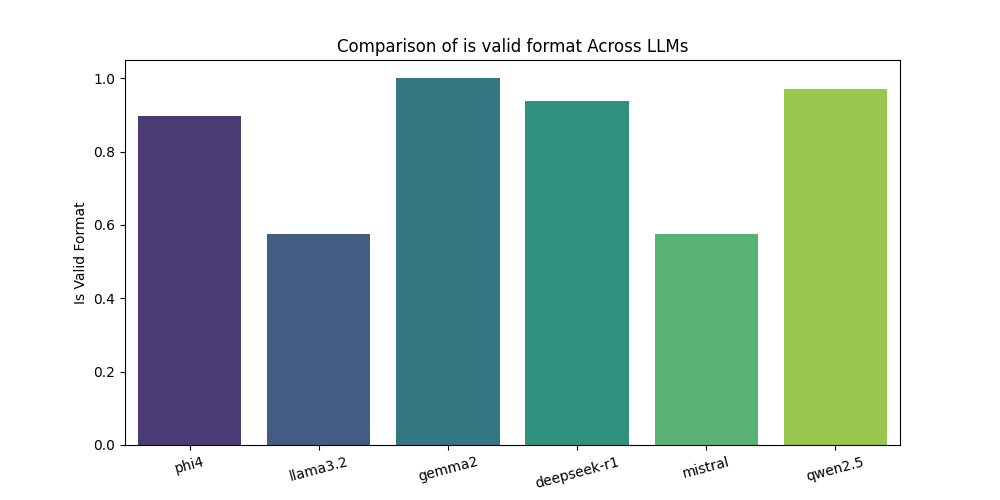 Comparison of is valid format Across LLMs
Is Valid Format
1.0
0.8
0.6
0.4
0.2
0.0
phi4
llama3.2
gemma2
deepseek-r1
mistral
qwen2.5